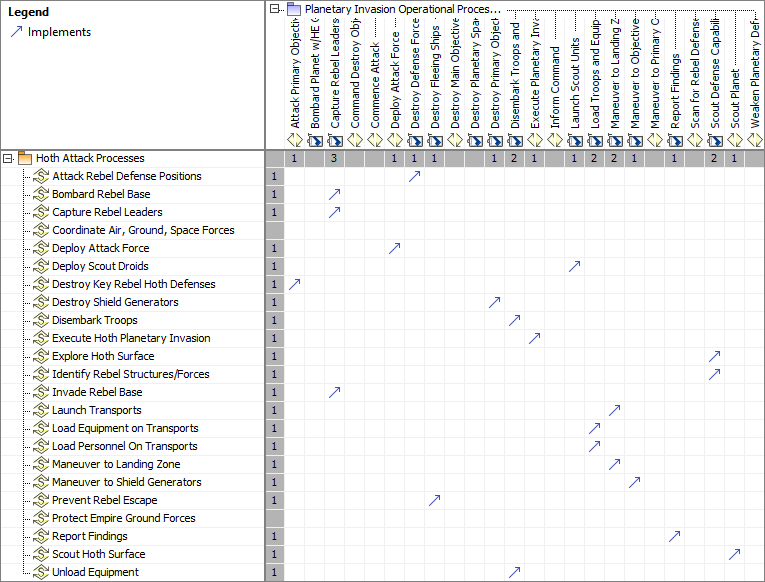 Legend
Implements
Planetary Invasion Operational Proces...
Attack Primary Objectiv
Bombard Planet w/HE
Capture Rebel Leaders
Command Destroy Obj
Commence Attack
Deploy Attack Force
Destroy Defense Force
Destroy Fleeing Ships
Destroy Main Objective
Destroy Planetary Spa
Destroy Primary Object
Disembark Troops and
Execute Planetary Inv
Inform Command
Launch Scout Units
Load Troops and Equip
Maneuver to Landing Z
Maneuver to Objective
Maneuver to Primary O
Report Findings
Scan for Rebel Defense
Scout Defense Capabili
Scout Planet
Weaken Planetary Def
Hoth Attack Processes 1 3 1 1 1 1 2 1 1 2 2 1 1 2 1
Attack Rebel Defense Positions 1
Bombard Rebel Base 1
Capture Rebel Leaders 1
Coordinate Air, Ground, Space Forces
Deploy Attack Force 1
Deploy Scout Droids 1
Destroy Key Rebel Hoth Defenses 1
Destroy Shield Generators 1
Disembark Troops 1
Execute Hoth Planetary Invasion 1
Explore Hoth Surface 1
Identify Rebel Structures/Forces 1
Invade Rebel Base 1
Launch Transports 1
Load Equipment on Transports 1
Load Personnel On Transports 1
Maneuver to Landing Zone 1
Maneuver to Shield Generators 1
Prevent Rebel Escape 1
Protect Empire Ground Forces
Report Findings 1
Scout Hoth Surface 1
Unload Equipment 1